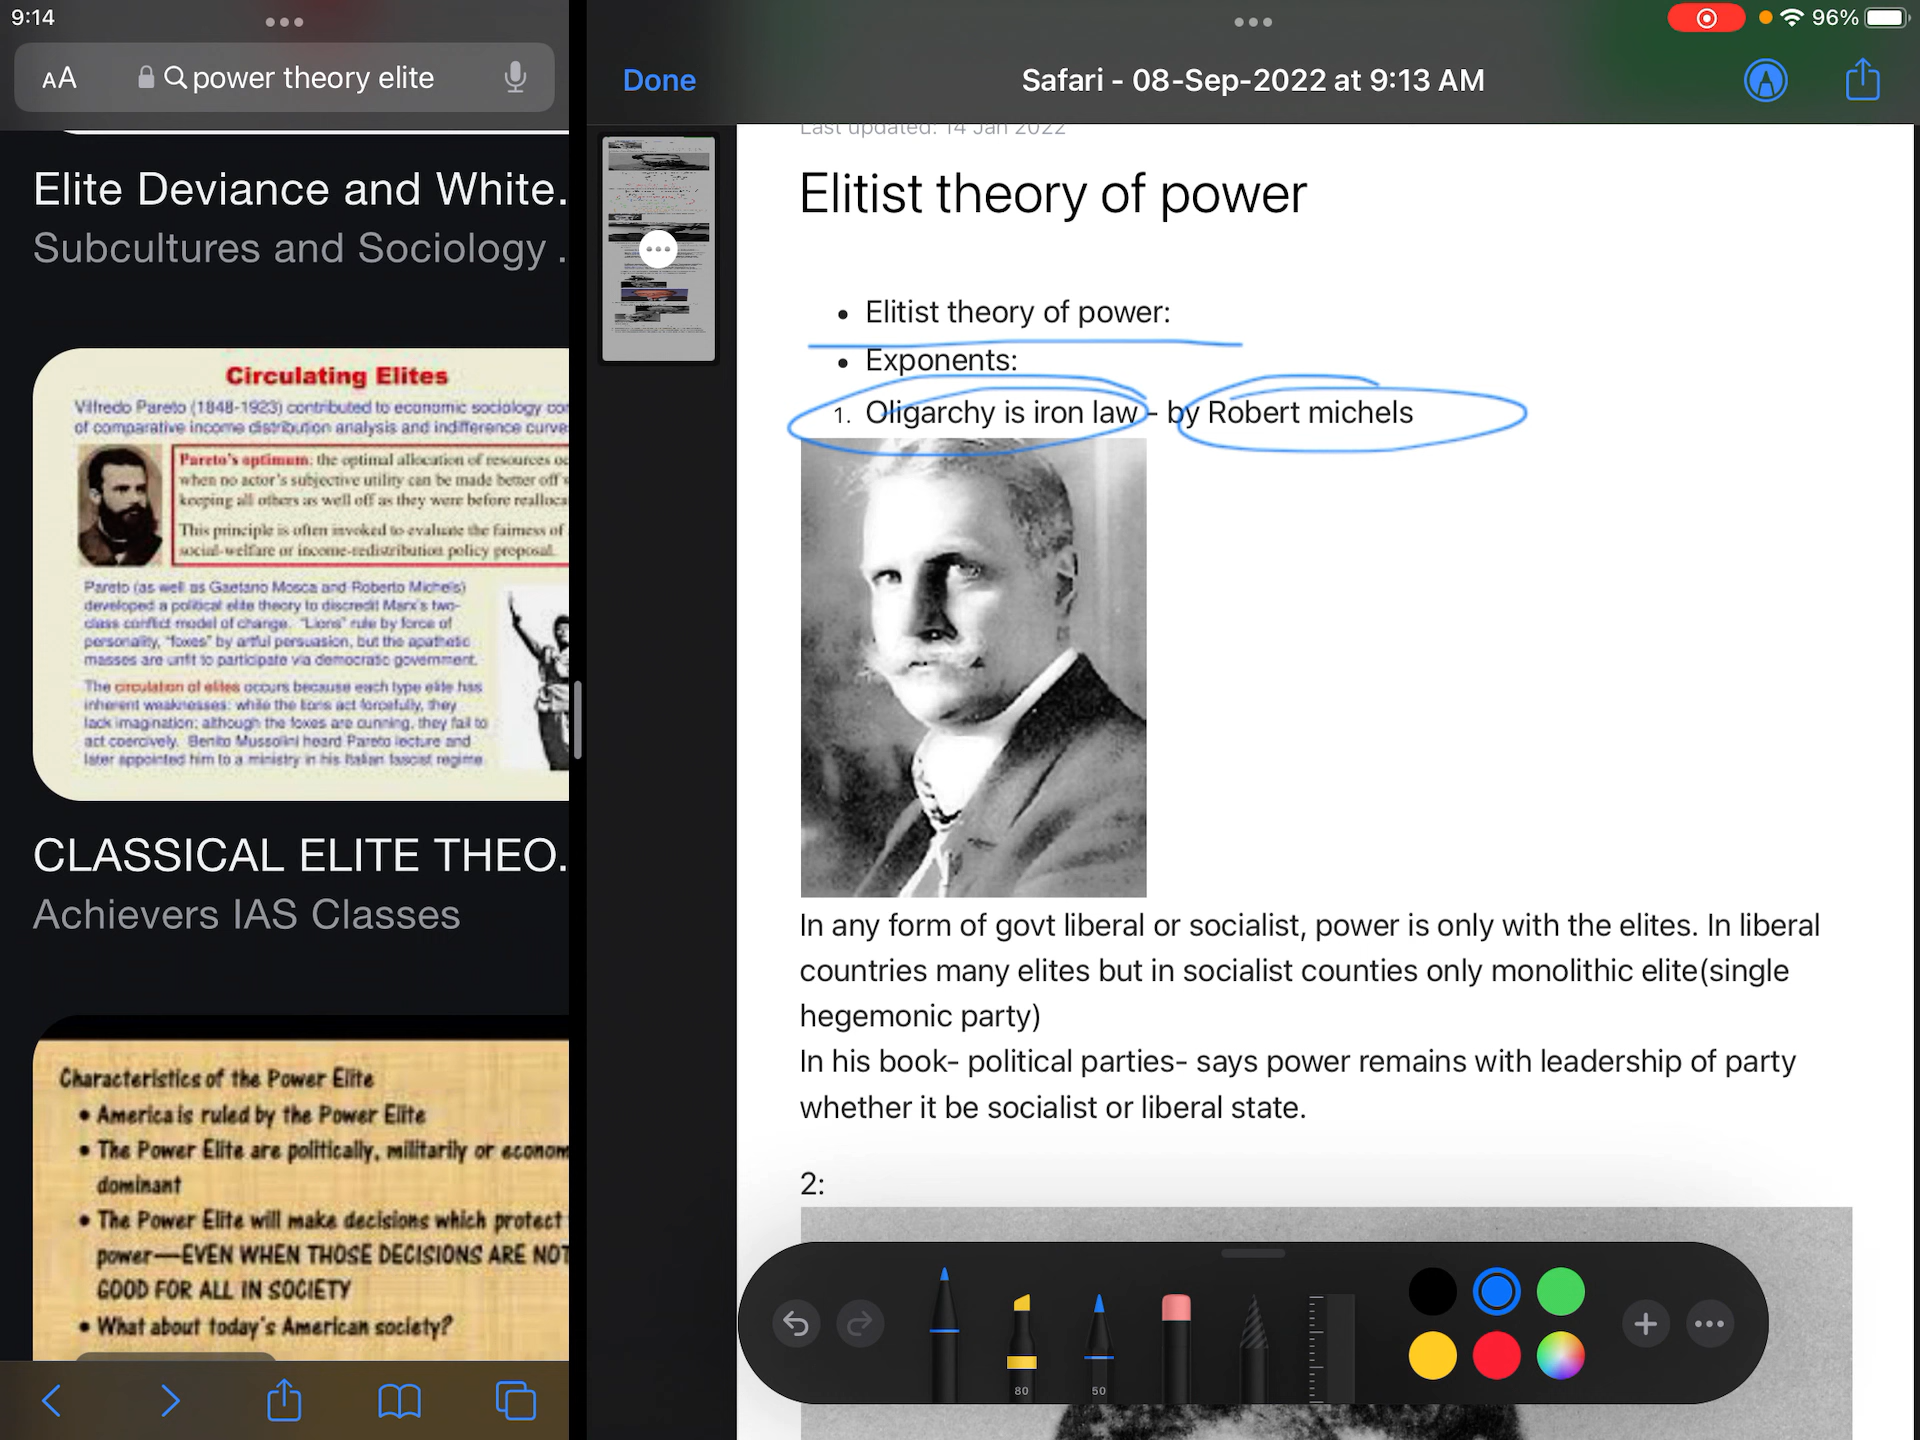 9:14
96%
AA
power theory elite
Done
Safari - 08-Sep-2022 at 9:13 AM
Elite Deviance and White.
Subcultures and Sociology .
Circulating Elites
Vilfredo Pareto (1848-1923) contributed to economic sociology
of comparative income distribution analysis and indifference
Pareto's optimum: the optimal allocation of resources
when no actor's subjective utility can be made better off
keeping all others as well off as they were before
This principle is often invoked to evaluate the fairness of
social-welfare or income-redistribution policy proposal.
Pareto (as well as Gaetano Mosca and Roberto Michels)
developed a political elite theory to discredit Marx's two-
class conflict model of change. "Lions" rule by force of
personality, "foxes" by artful persuasion, but the apathetic
masses are unfit to participate via democratic government.
The circulation of elites occurs because each type elite has
inherent weaknesses: while the lions act forcefully, they
lack imagination; although the foxes are cunning, they fail to
act coercively. Benito Mussolini heard Pareto lecture and
later appointed him to a ministry in his Italian fascist regime.
CLASSICAL ELITE THEO.
Achievers IAS Classes
Characteristics of the Power Elite
• America is ruled by the Power Elite
• The Power Elite are politically, militarily or econom
dominant
• The Power Elite will make decisions which protect
power—EVEN WHEN THOSE DECISIONS ARE NOT
GOOD FOR ALL IN SOCIETY
• What about today's American society?
Last updated: 14 Jan 2022
Elitist theory of power
• Elitist theory of power:
• Exponents:
1. Oligarchy is iron law - by Robert michels
In any form of govt liberal or socialist, power is only with the elites. In liberal
countries many elites but in socialist counties only monolithic elite(single
hegemonic party)
In his book- political parties- says power remains with leadership of party
whether it be socialist or liberal state.
2:
80
50